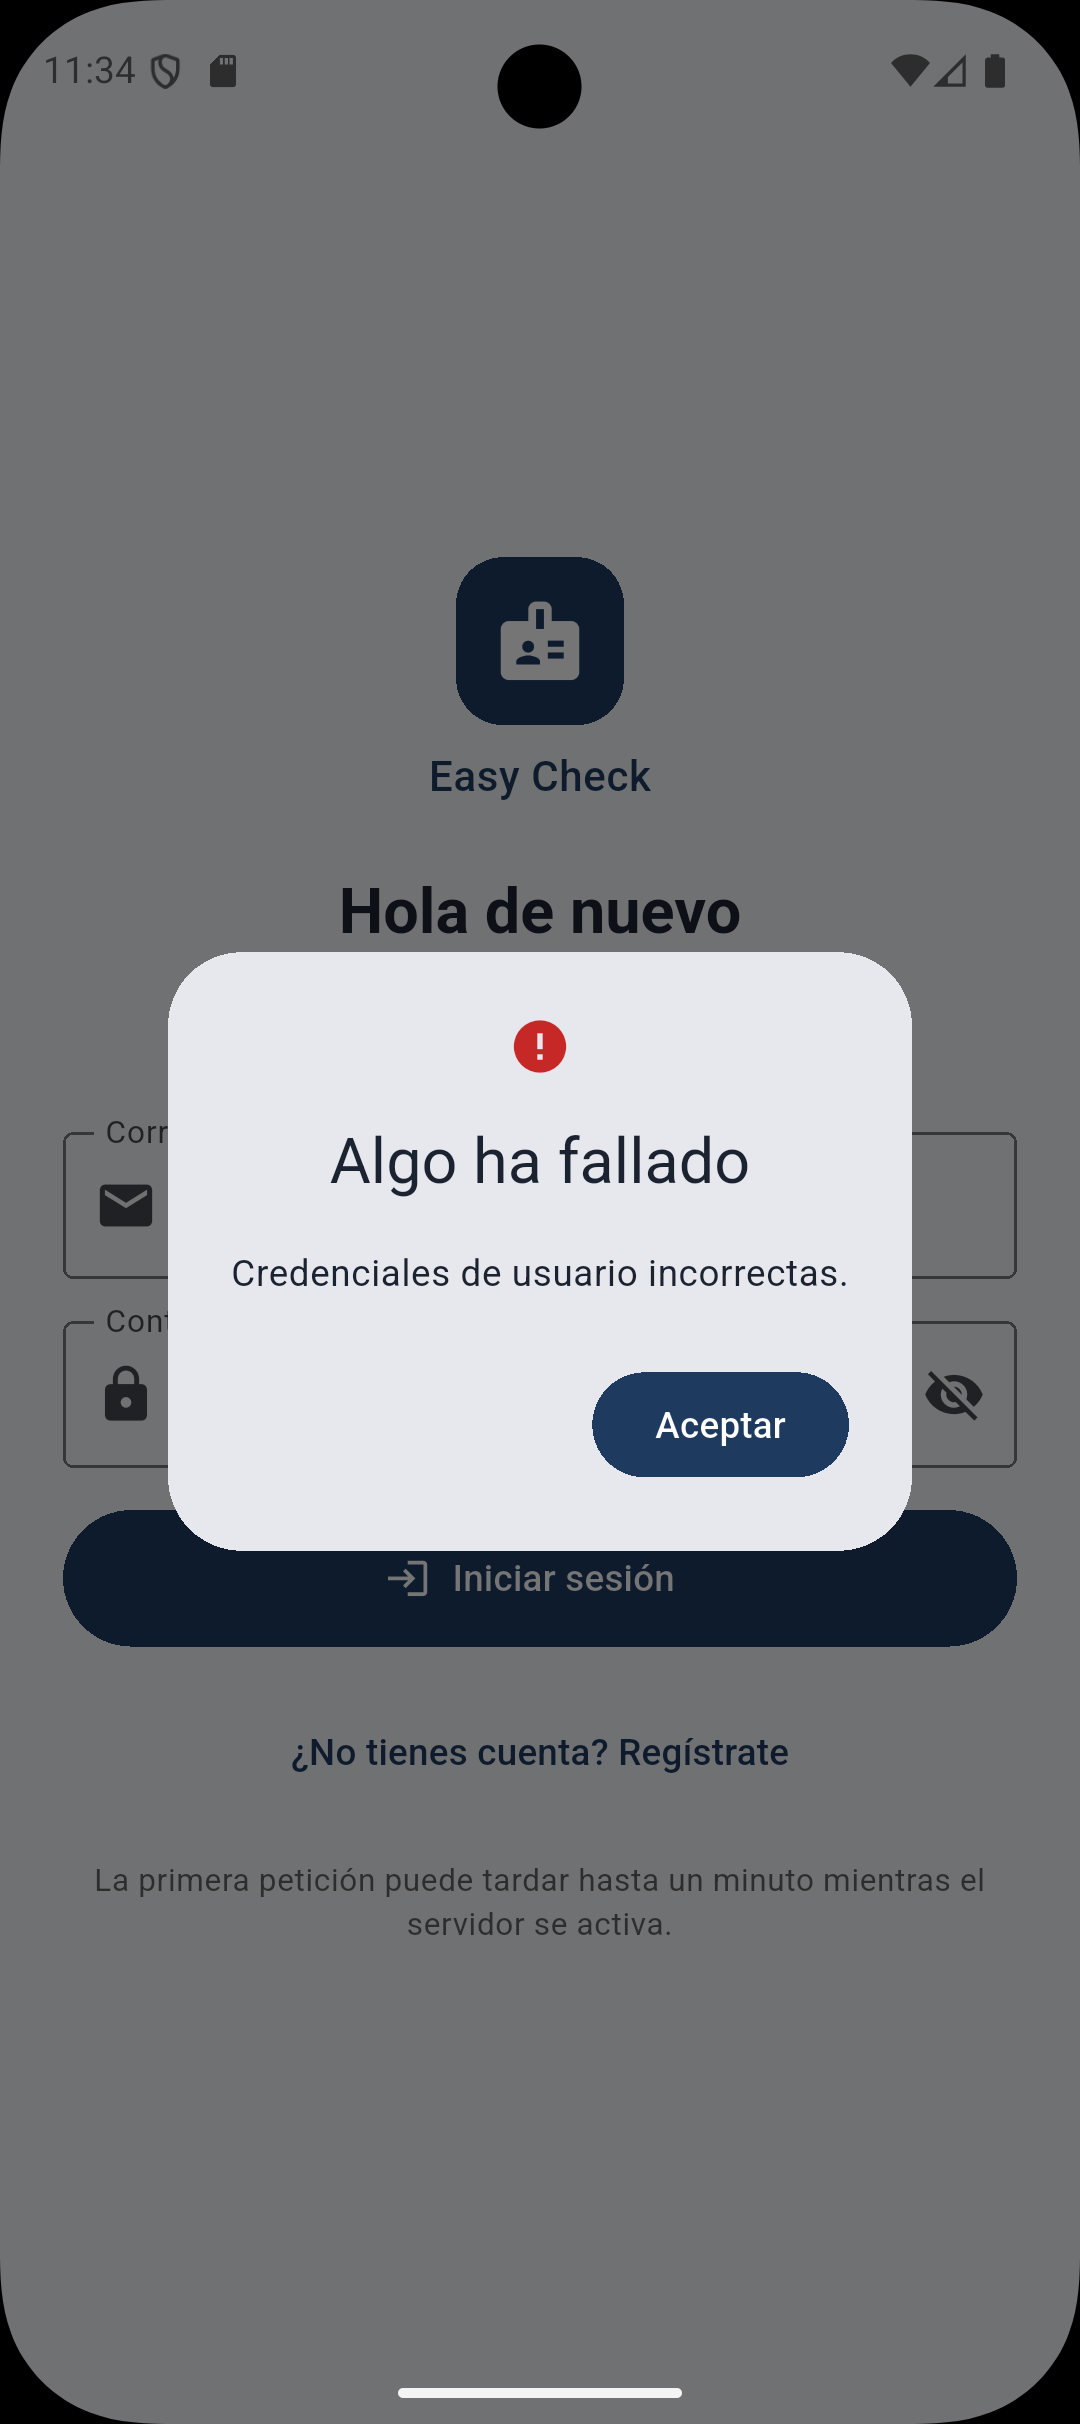 11:34
Easy Check
Hola de nuevo
Algo ha fallado
Credenciales de usuario incorrectas.
Aceptar
Iniciar sesión
¿No tienes cuenta? Regístrate
La primera petición puede tardar hasta un minuto mientras el
servidor se activa.